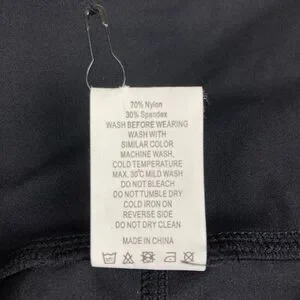 70% Nylon
30% Spandex
WASH BEFORE WEARING
WASH WITH
SIMILAR COLOR
MACHINE WASH,
COLD TEMPERATURE
MAX. 30°C MILD WASH
DO NOT BLEACH
DO NOT TUMBLE DRY
COLD IRON ON
REVERSE SIDE
DO NOT DRY CLEAN
MADE IN CHINA